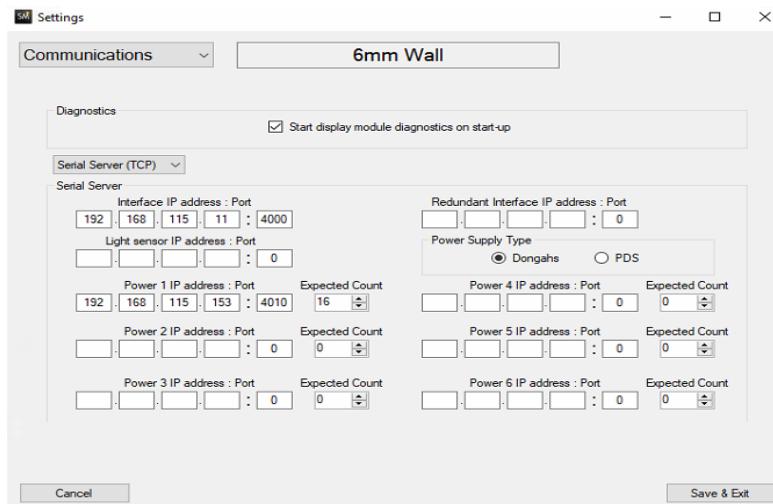 SM Settings
Communications 6mm Wall
Diagnostics
Start display module diagnostics on start-up
Serial Server (TCP)
Serial Server
Interface IP address : Port Redundant Interface IP address : Port
192 . 168 . 115 . 11 : 4000 . . . : 0
Light sensor IP address : Port Power Supply Type
. . . : 0 Dongahs PDS
Power 1 IP address : Port Expected Count Power 4 IP address : Port Expected Count
192 . 168 . 115 . 153 : 4010 16 . . . : 0 0
Power 2 IP address : Port Expected Count Power 5 IP address : Port Expected Count
. . . : 0 0 . . . : 0 0
Power 3 IP address : Port Expected Count Power 6 IP address : Port Expected Count
. . . : 0 0 . . . : 0 0
Cancel Save & Exit